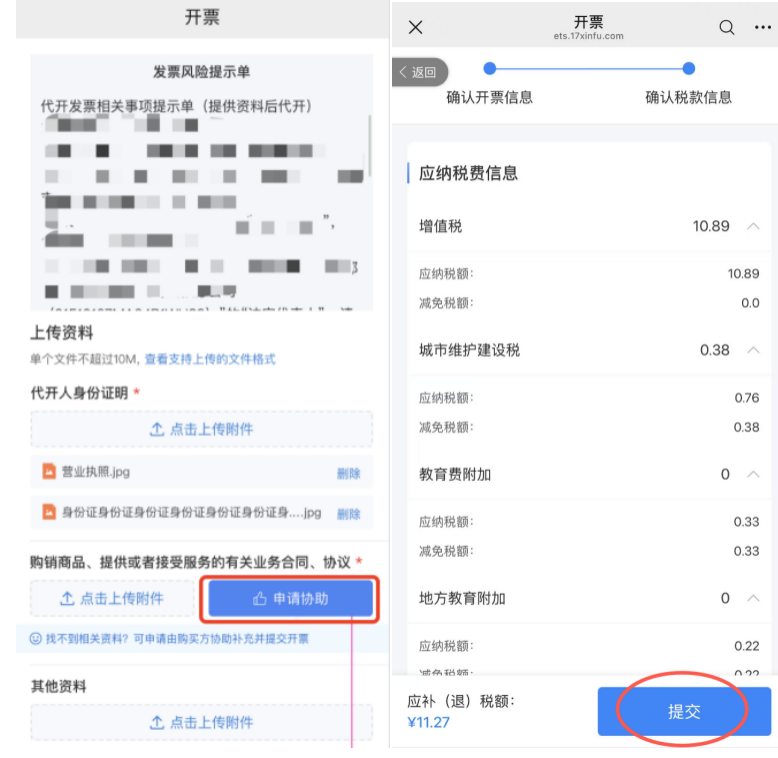 开票
发票风险提示单
代开发票相关事项提示单（提供资料后代开）
上传资料
单个文件不超过10M, 查看支持上传的文件格式
代开人身份证明 *
点击上传附件
营业执照.jpg 删除
身份证身份证身份证身份证身份证身份证身....jpg 删除
购销商品、提供或者接受服务的有关业务合同、协议 *
点击上传附件 申请协助
找不到相关资料? 可申请由购买方协助补充并提交开票
其他资料
点击上传附件
开票
ets.17xinfu.com
返回
确认开票信息 确认税款信息
应纳税费信息
增值税 10.89
应纳税额: 10.89
减免税额: 0.0
城市维护建设税 0.38
应纳税额: 0.76
减免税额: 0.38
教育费附加 0
应纳税额: 0.33
减免税额: 0.33
地方教育附加 0
应纳税额: 0.22
减免税额: 0.22
应补（退）税额:
¥11.27
提交